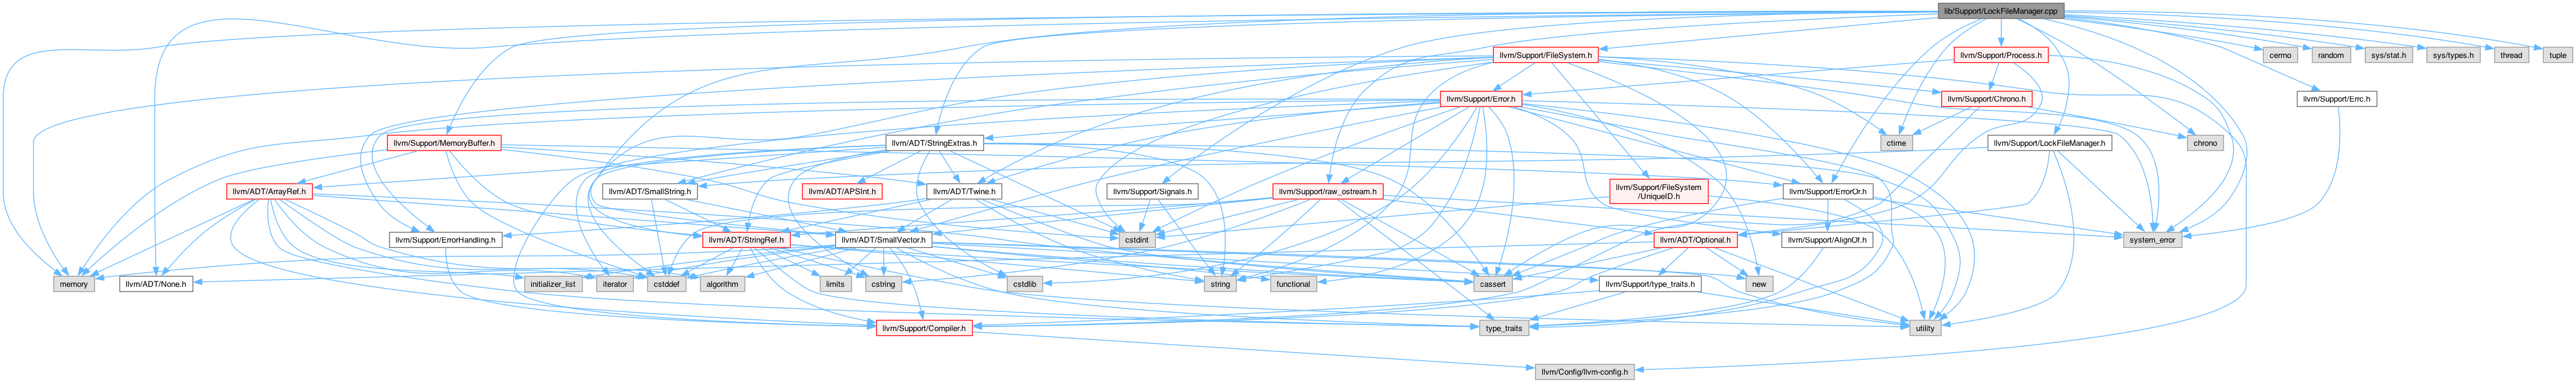 lib/Support/LockFileManager.cpp
llvm/Support/FileSystem.h
llvm/Support/Process.h
cerrno
random
sys/stat.h
sys/types.h
thread
tuple
llvm/Support/Error.h
llvm/Support/Chrono.h
llvm/Support/Errc.h
llvm/Support/MemoryBuffer.h
llvm/ADT/StringExtras.h
ctime
llvm/Support/LockFileManager.h
chrono
llvm/ADT/ArrayRef.h
llvm/ADT/SmallString.h
llvm/ADT/APSInt.h
llvm/ADT/Twine.h
llvm/Support/Signals.h
llvm/Support/raw_ostream.h
llvm/Support/FileSystem
/UniqueID.h
llvm/Support/ErrorOr.h
llvm/Support/ErrorHandling.h
llvm/ADT/StringRef.h
llvm/ADT/SmallVector.h
cstdint
llvm/ADT/Optional.h
llvm/Support/AlignOf.h
system_error
memory
llvm/ADT/None.h
initializer_list
iterator
cstddef
algorithm
limits
cstring
cstdlib
string
functional
cassert
llvm/Support/type_traits.h
new
llvm/Support/Compiler.h
type_traits
utility
llvm/Config/llvm-config.h